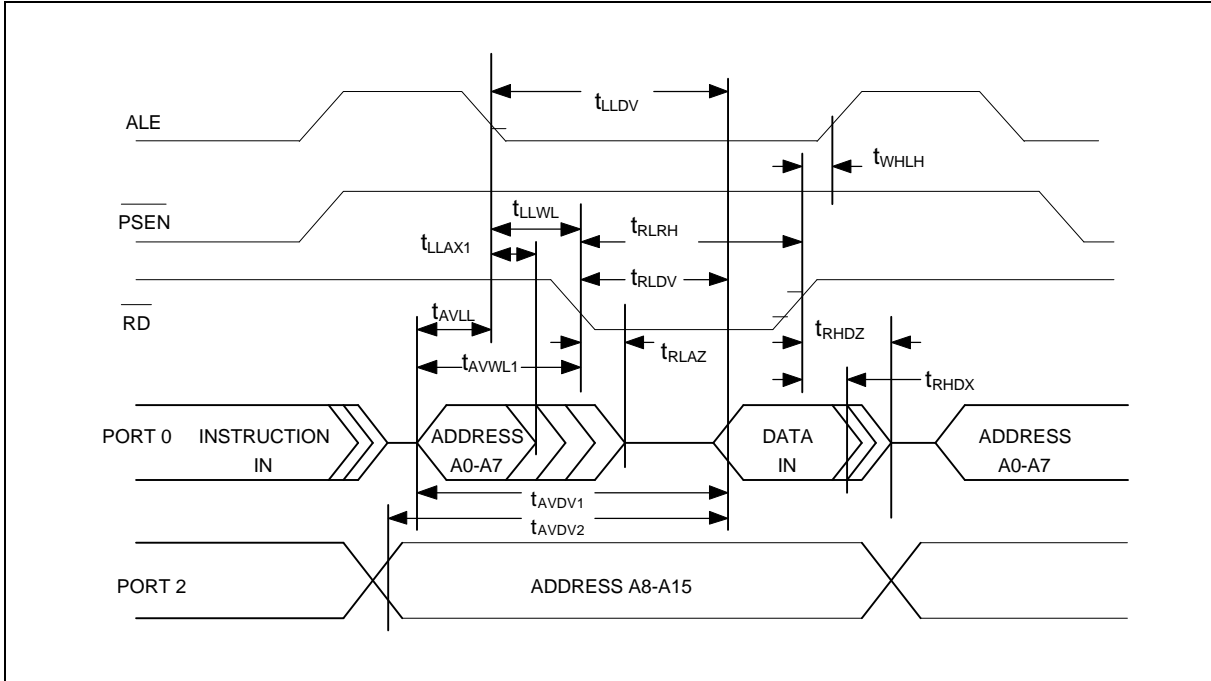 tLLDV
ALE
tWHLH
tLLWL
PSEN
tRLRH
tLLAX1
tRLDV
RD
tAVLL
tRHDZ
tRLAZ
tAVWL1
tRHDX
PORT 0
INSTRUCTION
IN
ADDRESS
A0-A7
DATA
IN
ADDRESS
A0-A7
tAVDV1
tAVDV2
PORT 2
ADDRESS A8-A15